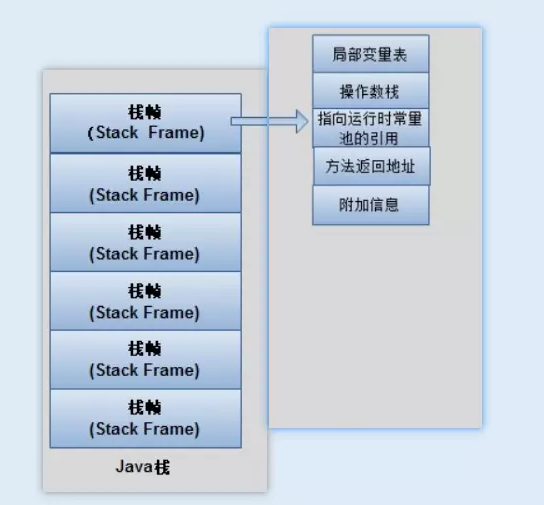 栈帧
(Stack Frame)
栈帧
(Stack Frame)
栈帧
(Stack Frame)
栈帧
(Stack Frame)
栈帧
(Stack Frame)
栈帧
(Stack Frame)
Java栈
局部变量表
操作数栈
指向运行时常量
池的引用
方法返回地址
附加信息